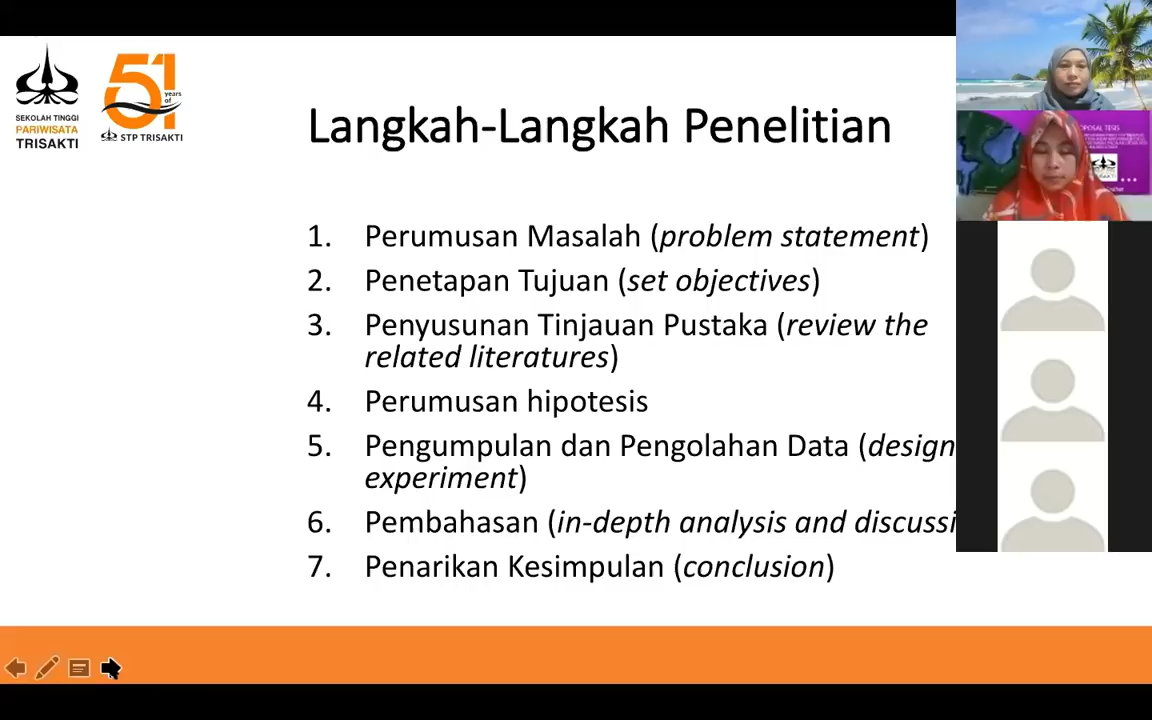 SEKOLAH TINGGI
PARIWISATA
TRISAKTI
51
years
of
STP TRISAKTI
Langkah-Langkah Penelitian
1. Perumusan Masalah (problem statement)
2. Penetapan Tujuan (set objectives)
3. Penyusunan Tinjauan Pustaka (review the
related literatures)
4. Perumusan hipotesis
5. Pengumpulan dan Pengolahan Data (design
experiment)
6. Pembahasan (in-depth analysis and discussi
7. Penarikan Kesimpulan (conclusion)